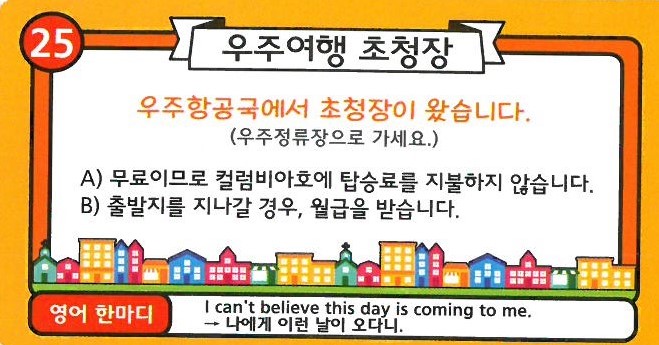 25
우주여행 초청장
우주항공국에서 초청장이 왔습니다.
(우주정류장으로 가세요.)
A) 무료이므로 컬럼비아호에 탑승료를 지불하지 않습니다.
B) 출발지를 지나갈 경우, 월급을 받습니다.
영어 한마디
I can't believe this day is coming to me.
→ 나에게 이런 날이 오다니.